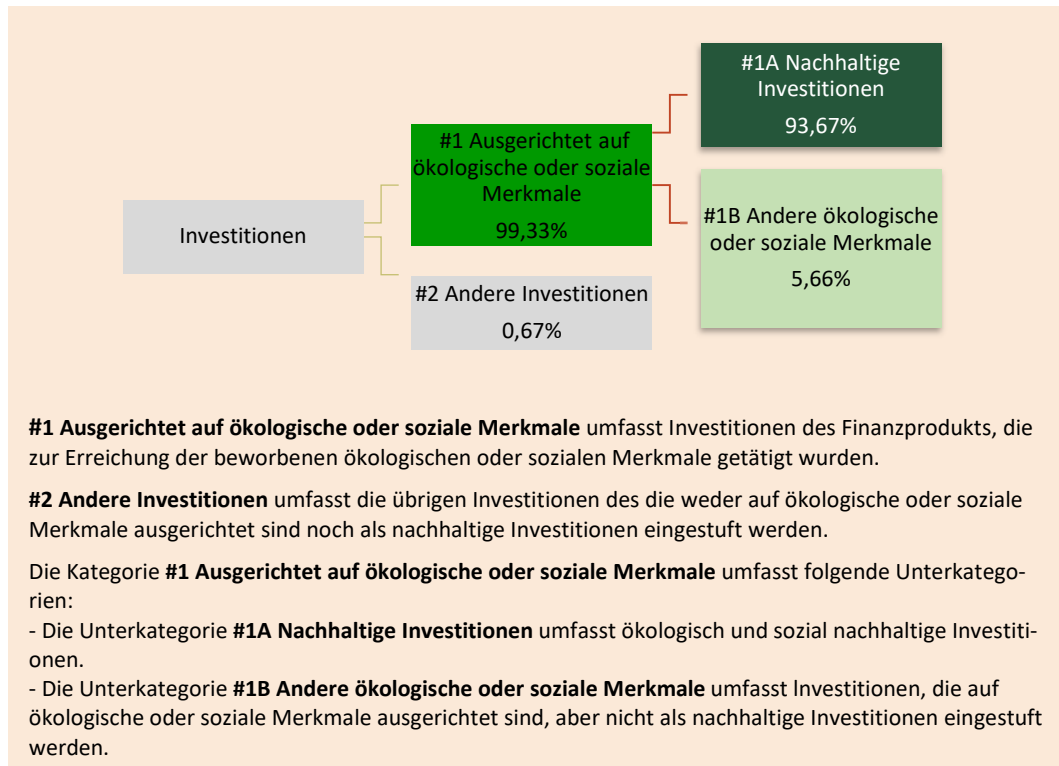 Investitionen
#1 Ausgerichtet auf
ökologische oder soziale
Merkmale
99,33%
#2 Andere Investitionen
0,67%
#1A Nachhaltige
Investitionen
93,67%
#1B Andere ökologische
oder soziale Merkmale
5,66%
#1 Ausgerichtet auf ökologische oder soziale Merkmale umfasst Investitionen des Finanzprodukts, die
zur Erreichung der beworbenen ökologischen oder sozialen Merkmale getätigt wurden.
#2 Andere Investitionen umfasst die übrigen Investitionen des die weder auf ökologische oder soziale
Merkmale ausgerichtet sind noch als nachhaltige Investitionen eingestuft werden.
Die Kategorie #1 Ausgerichtet auf ökologische oder soziale Merkmale umfasst folgende Unterkatego-
rien:
- Die Unterkategorie #1A Nachhaltige Investitionen umfasst ökologisch und sozial nachhaltige Investiti-
onen.
- Die Unterkategorie #1B Andere ökologische oder soziale Merkmale umfasst lnvestitionen, die auf
ökologische oder soziale Merkmale ausgerichtet sind, aber nicht als nachhaltige Investitionen eingestuft
werden.